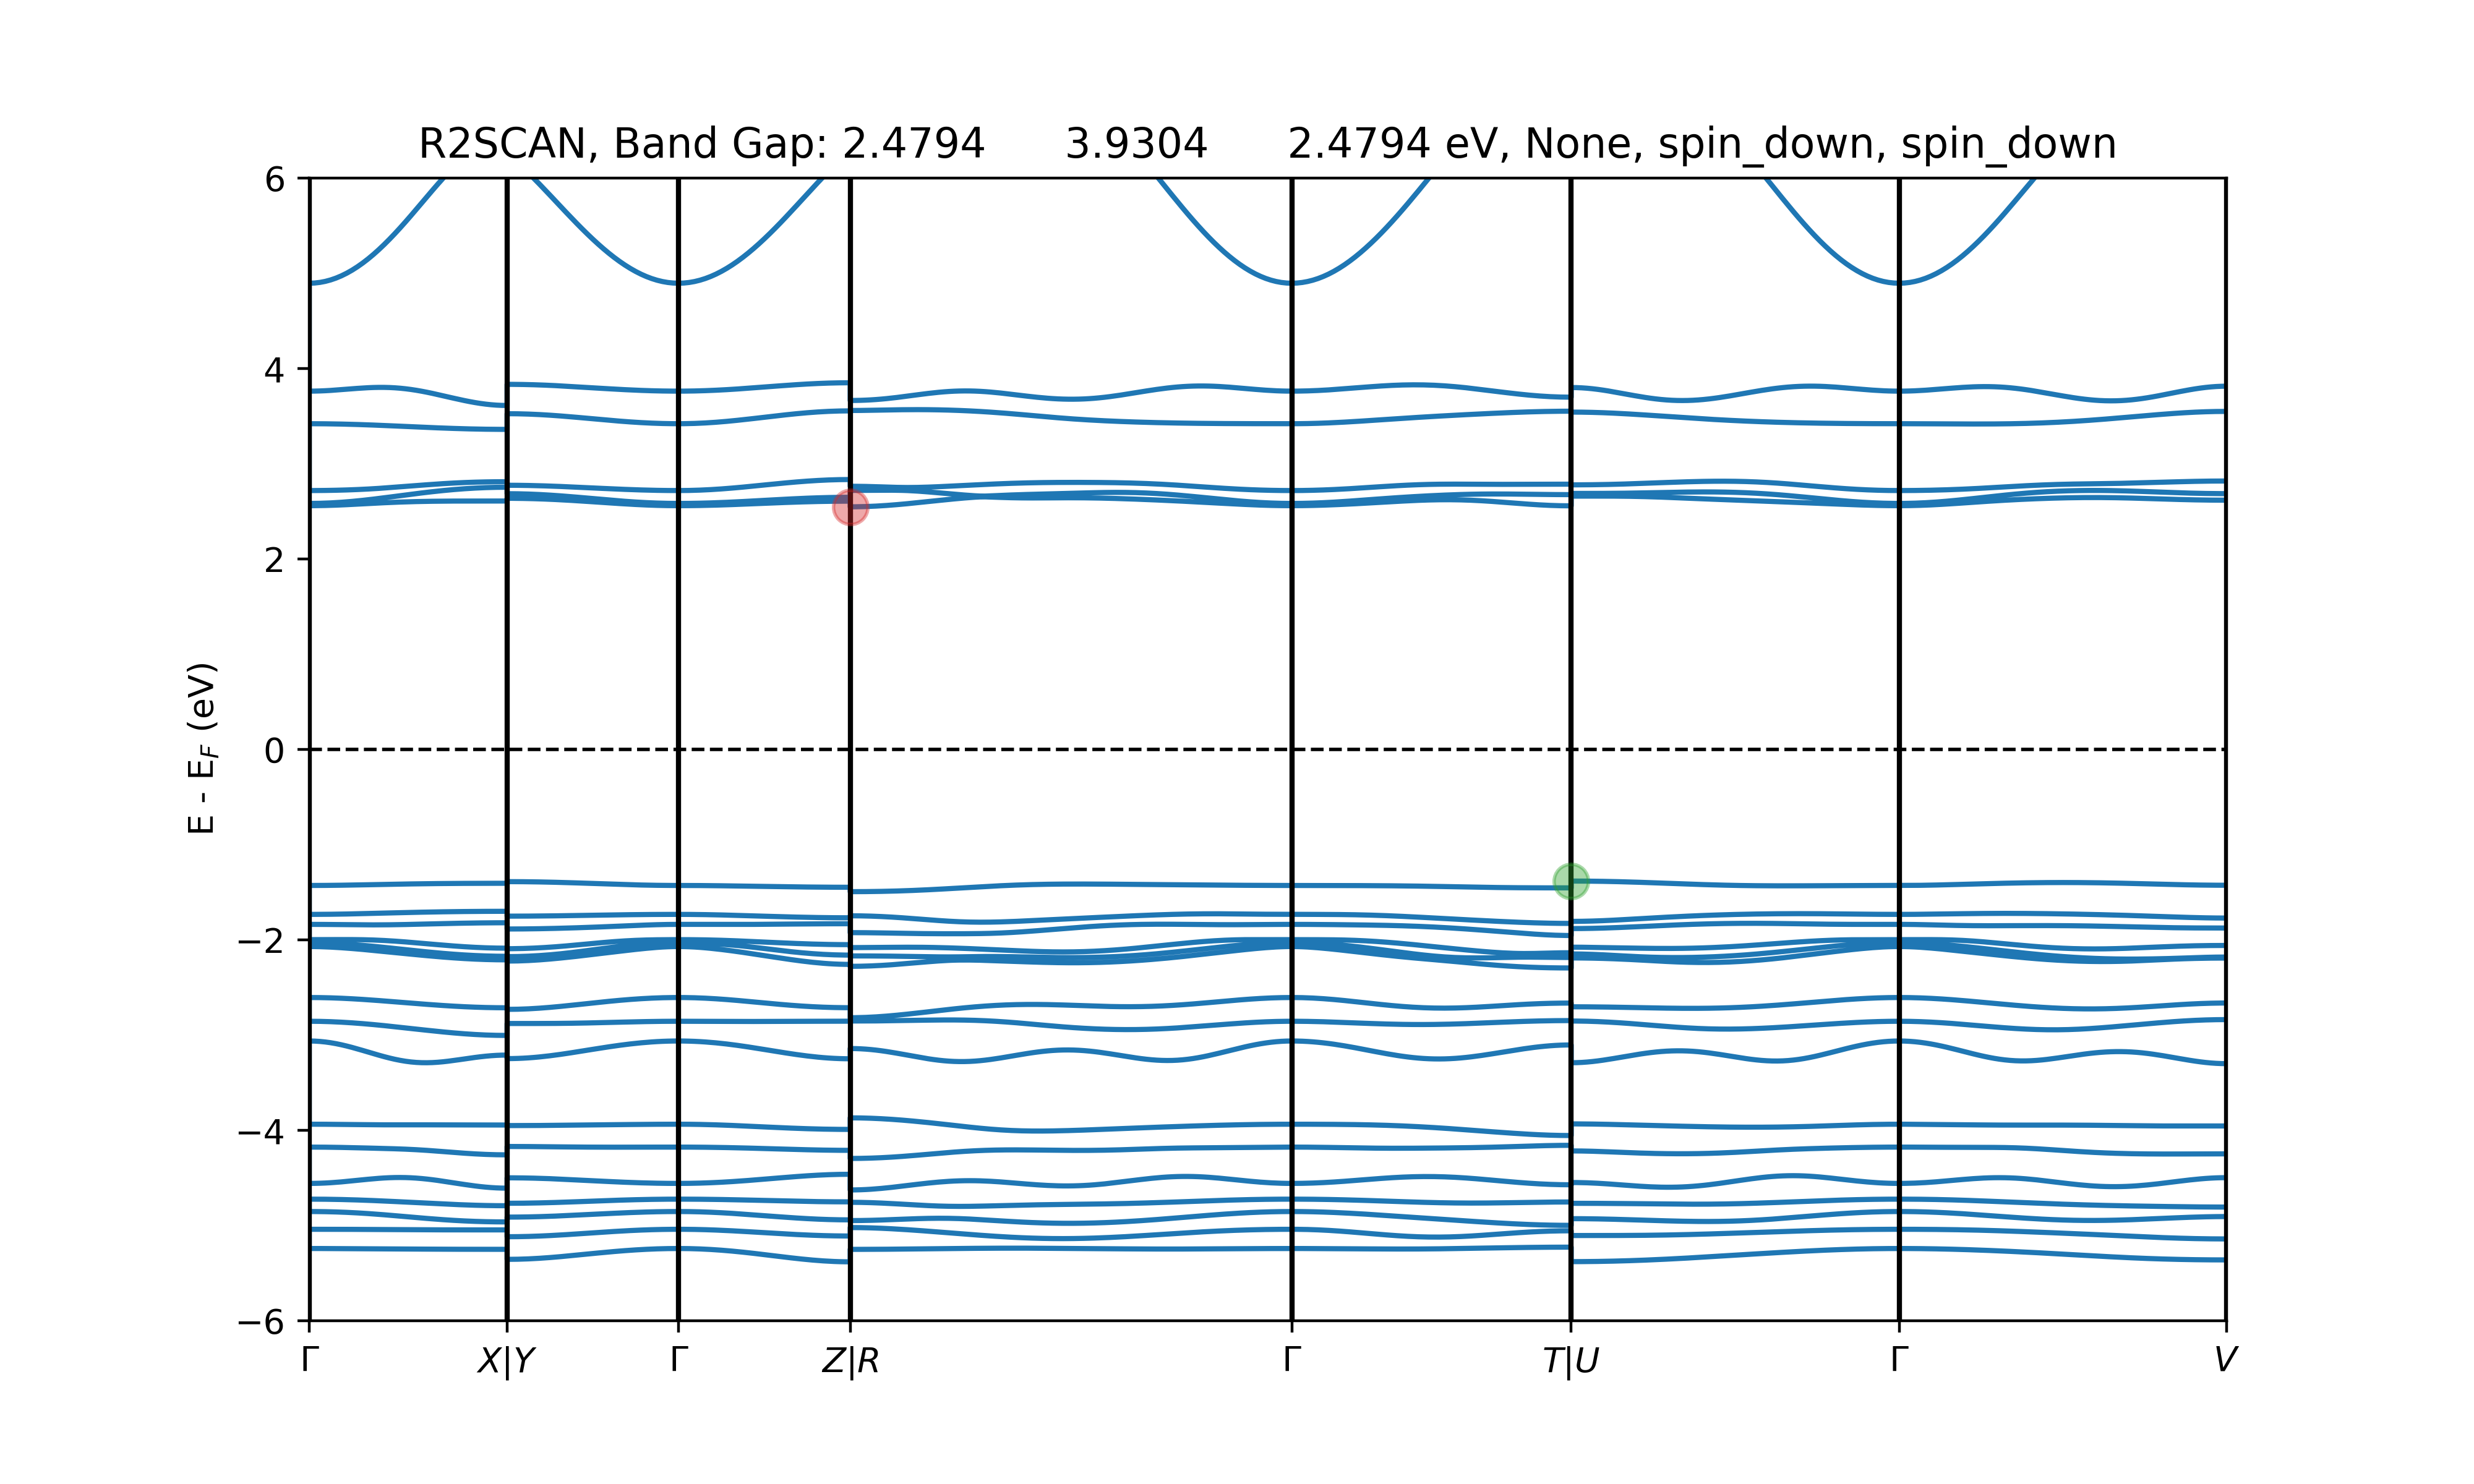 R2SCAN, Band Gap: 2.4794 3.9304 2.4794 eV, None, spin_down, spin_down
6
4
2
0
−2
−4
−6
E - E_F (eV)
Γ X|Y Γ Z|R Γ T|U Γ V